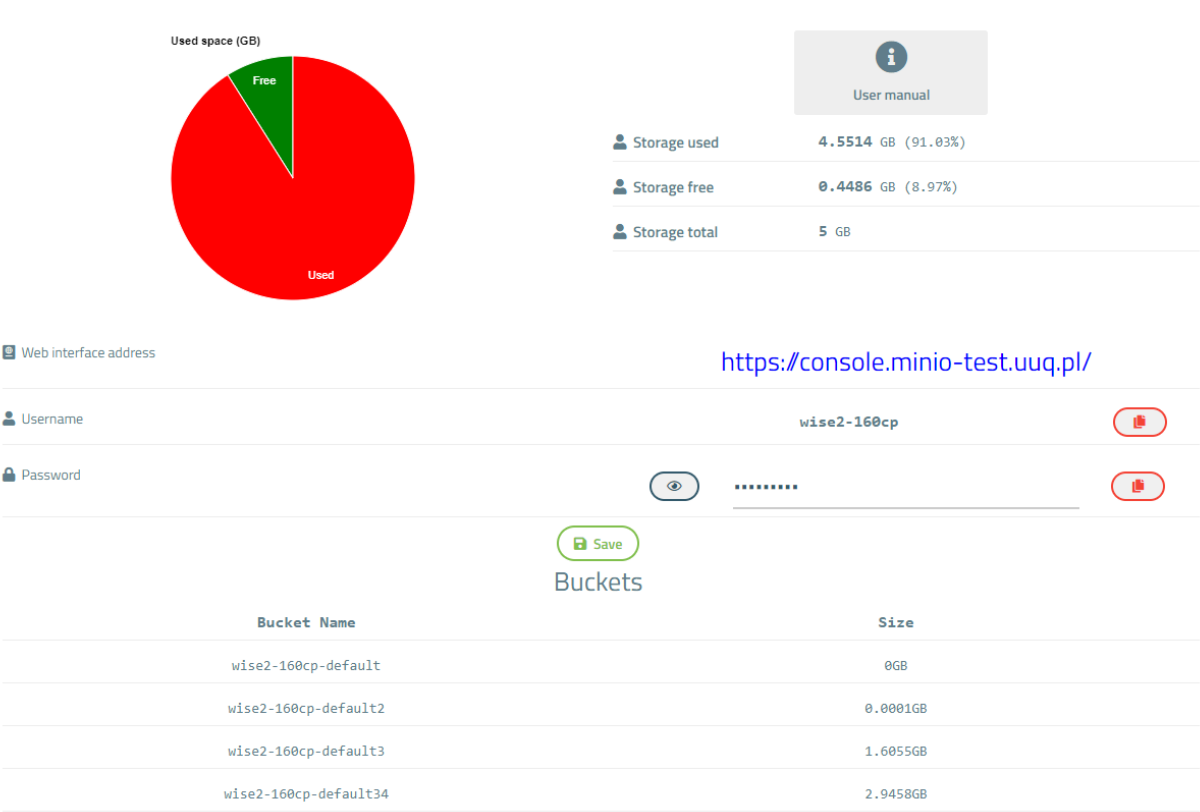 Used space (GB)
Free
Used
User manual
Storage used 4.5514 GB (91.03%)
Storage free 0.4486 GB (8.97%)
Storage total 5 GB
Web interface address https://console.minio-test.uuq.pl/
Username wise2-160cp
Password •••••••••
Save
Buckets
Bucket Name Size
wise2-160cp-default 0GB
wise2-160cp-default2 0.0001GB
wise2-160cp-default3 1.6055GB
wise2-160cp-default34 2.9458GB